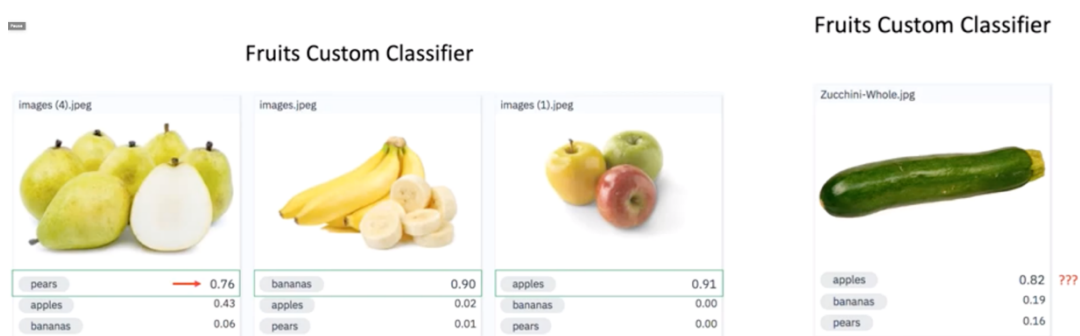 Pause
Fruits Custom Classifier
images (4).jpeg
pears 0.76
apples 0.43
bananas 0.06
images.jpeg
bananas 0.90
apples 0.02
pears 0.01
images (1).jpeg
apples 0.91
bananas 0.00
pears 0.00
Fruits Custom Classifier
Zucchini-Whole.jpg
apples 0.82 ???
bananas 0.19
pears 0.16